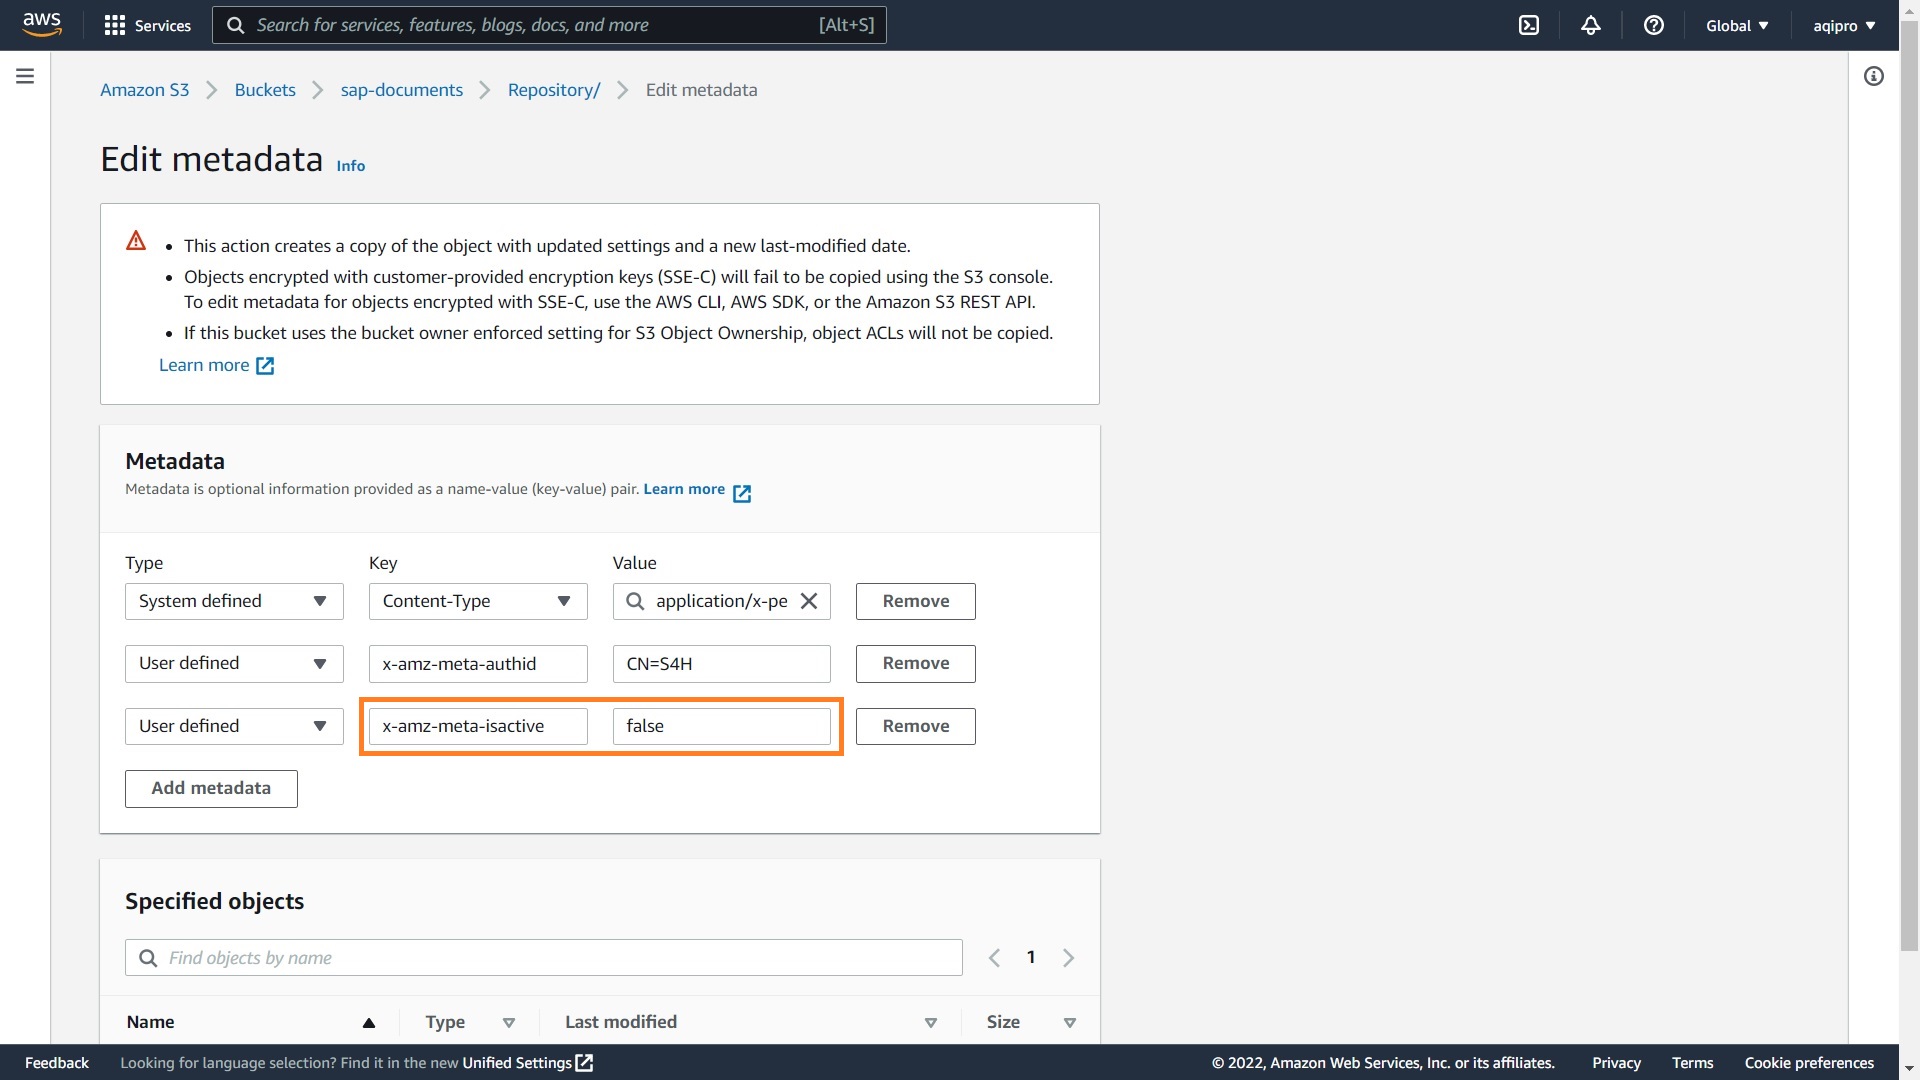 aws Services Search for services, features, blogs, docs, and more [Alt+S] Global aqipro
Amazon S3 Buckets sap-documents Repository/ Edit metadata
Edit metadata Info
This action creates a copy of the object with updated settings and a new last-modified date.
Objects encrypted with customer-provided encryption keys (SSE-C) will fail to be copied using the S3 console.
To edit metadata for objects encrypted with SSE-C, use the AWS CLI, AWS SDK, or the Amazon S3 REST API.
If this bucket uses the bucket owner enforced setting for S3 Object Ownership, object ACLs will not be copied.
Learn more
Metadata
Metadata is optional information provided as a name-value (key-value) pair. Learn more
Type Key Value
System defined Content-Type application/x-pe Remove
User defined x-amz-meta-authid CN=S4H Remove
User defined x-amz-meta-isactive false Remove
Add metadata
Specified objects
Find objects by name 1
Name Type Last modified Size
Feedback Looking for language selection? Find it in the new Unified Settings © 2022, Amazon Web Services, Inc. or its affiliates. Privacy Terms Cookie preferences